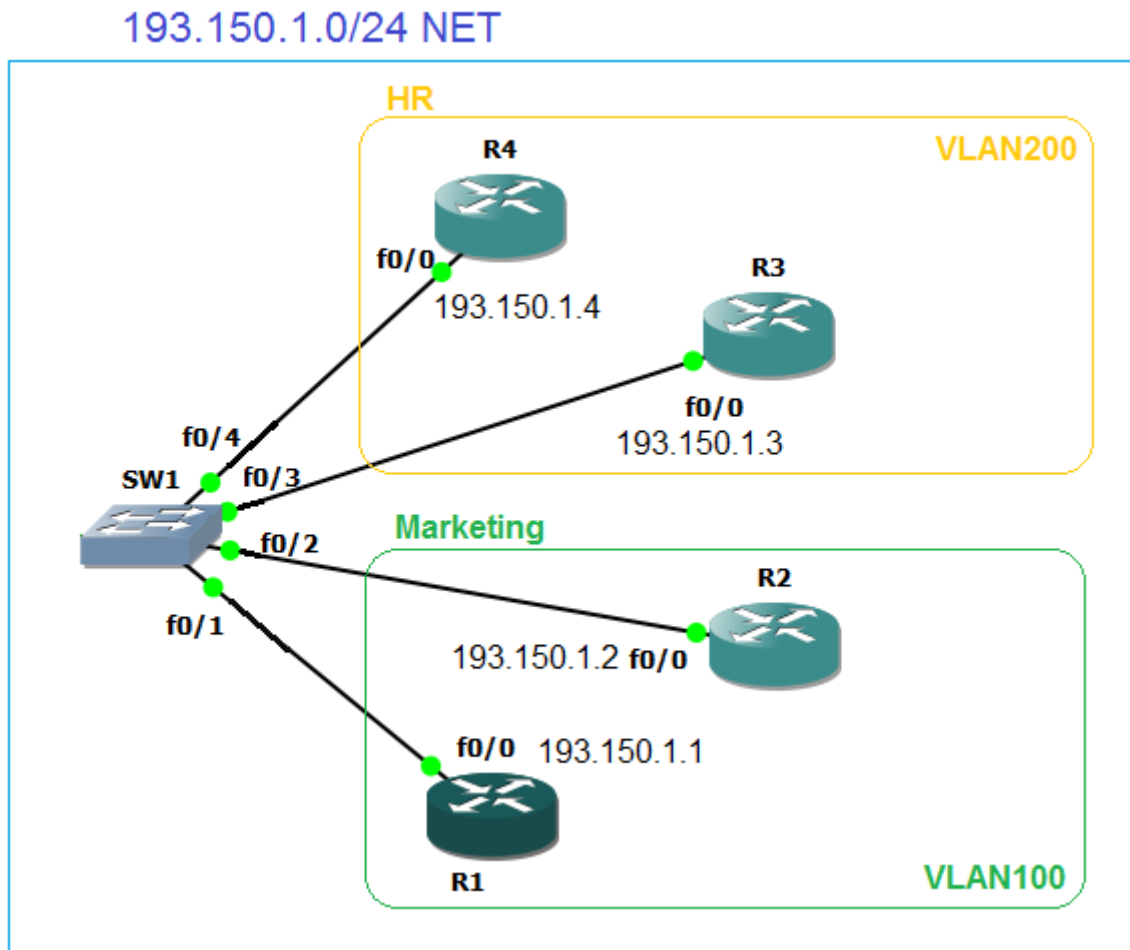 193.150.1.0/24 NET
HR
VLAN200
R4
f0/0
193.150.1.4
R3
f0/0
193.150.1.3
f0/4
SW1
f0/3
f0/2
f0/1
Marketing
R2
193.150.1.2 f0/0
f0/0 193.150.1.1
R1
VLAN100